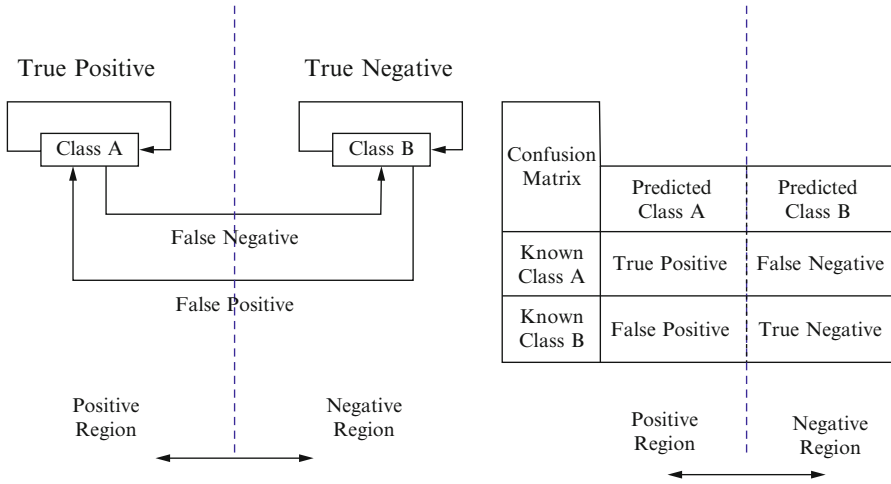 True Positive
True Negative
Class A
Class B
False Negative
False Positive
Positive
Region
Negative
Region
Confusion
Matrix
Predicted
Class A
Predicted
Class B
Known
Class A
True Positive
False Negative
Known
Class B
False Positive
True Negative
Positive
Region
Negative
Region